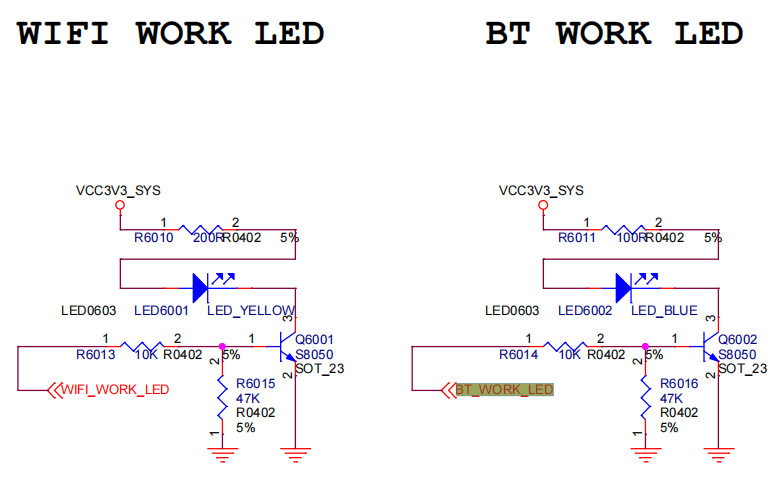 WIFI WORK LED
BT WORK LED
VCC3V3_SYS
1 2
R6010 200R R0402 5%
LED0603 LED6001 LED_YELLOW
3
Q6001
S8050
SOT_23
1 2 1
R6013 10K R0402 5%
2
2
WIFI_WORK_LED
R6015
47K
R0402
5%
1
VCC3V3_SYS
1 2
R6011 100R R0402 5%
LED0603 LED6002 LED_BLUE
3
Q6002
S8050
SOT_23
1 2 1
R6014 10K R0402 5%
2
2
BT_WORK_LED
R6016
47K
R0402
5%
1